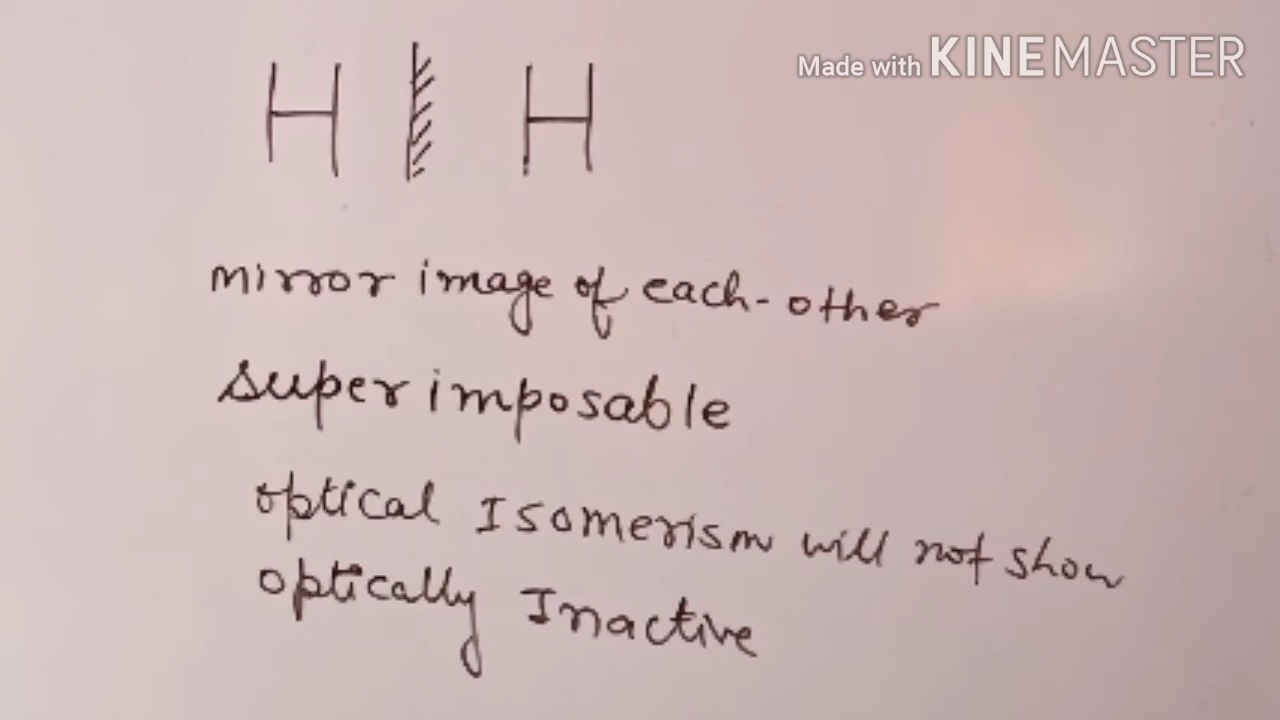 Made with KINEMASTER
H H
mirror image of each-other
superimposable
optical Isomerism will not show
optically Inactive